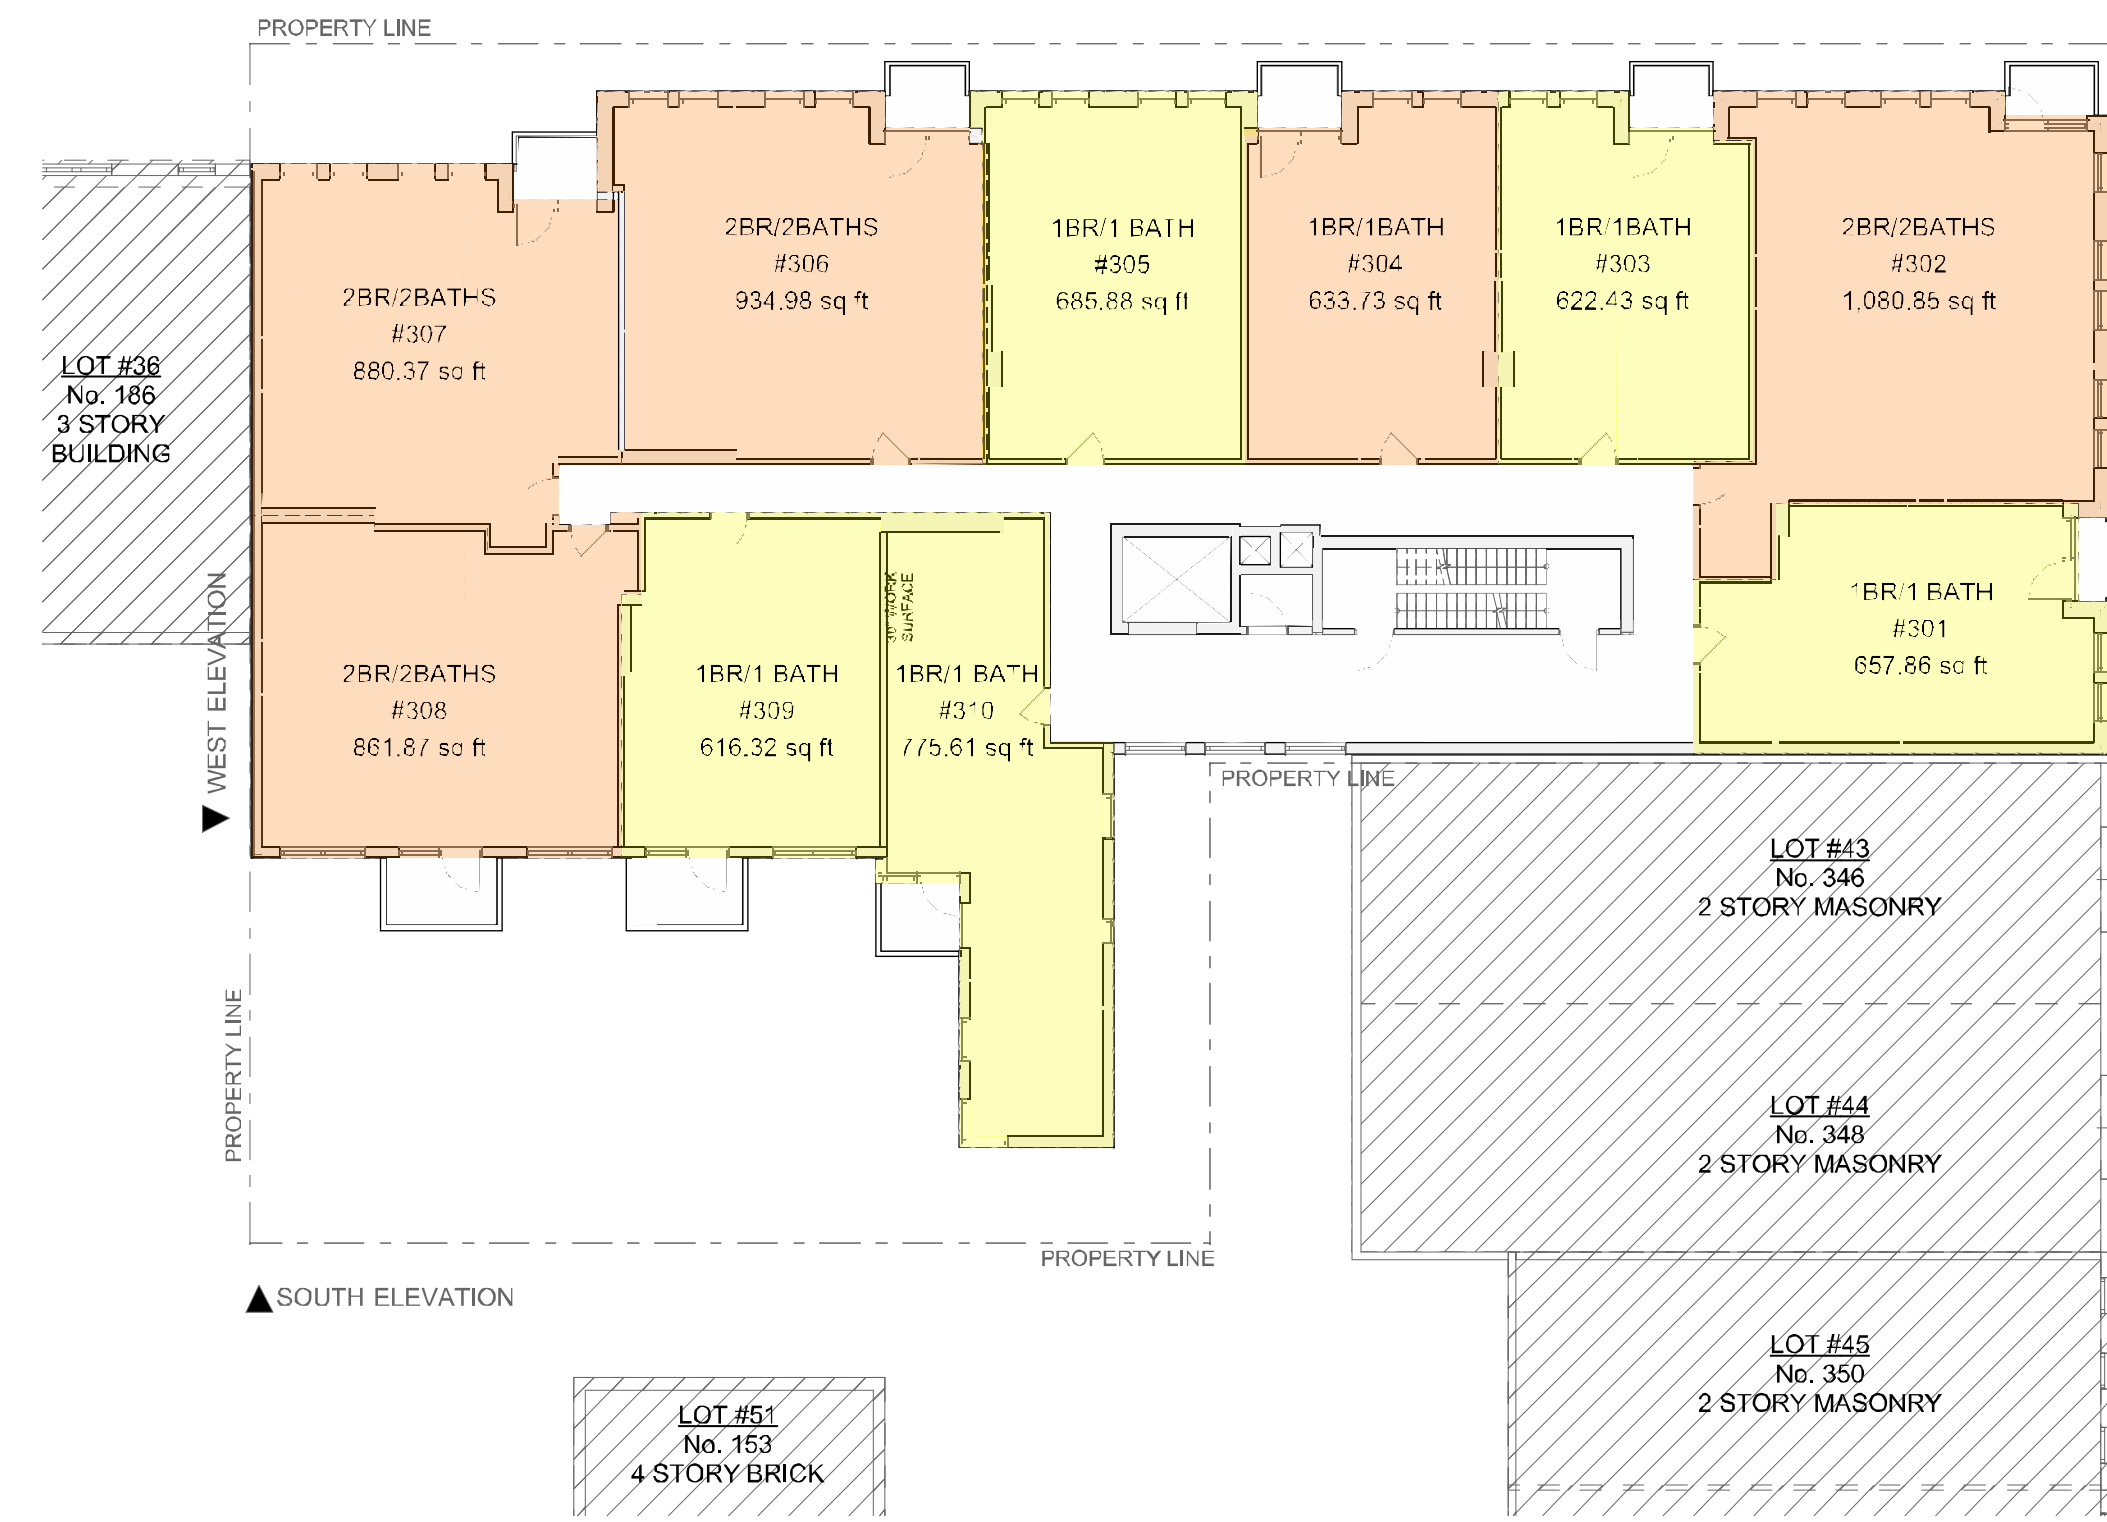 PROPERTY LINE
2BR/2BATHS
#306
934.98 sq ft
1BR/1 BATH
#305
685.88 sq ft
1BR/1BATH
#304
633.73 sq ft
1BR/1BATH
#303
622.43 sq ft
2BR/2BATHS
#302
1,080.85 sq ft
2BR/2BATHS
#307
880.37 sq ft
LOT #36
No. 186
3 STORY
BUILDING
30" WORK
SURFACE
1BR/1 BATH
#301
657.86 sq ft
WEST ELEVATION
2BR/2BATHS
#308
861.87 sq ft
1BR/1 BATH
#309
616.32 sq ft
1BR/1 BATH
#310
775.61 sq ft
PROPERTY LINE
LOT #43
No. 346
2 STORY MASONRY
PROPERTY LINE
LOT #44
No. 348
2 STORY MASONRY
PROPERTY LINE
SOUTH ELEVATION
LOT #45
No. 350
2 STORY MASONRY
LOT #51
No. 153
4 STORY BRICK